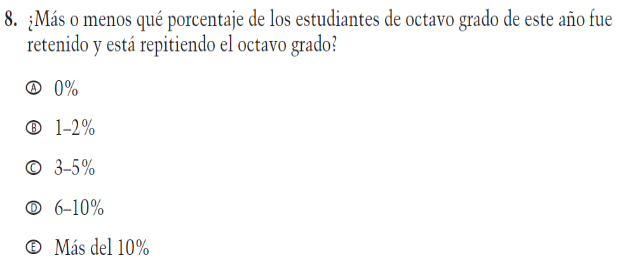 8. ¿Más o menos qué porcentaje de los estudiantes de octavo grado de este año fue
retenido y está repitiendo el octavo grado?
Ⓐ 0%
Ⓑ 1–2%
Ⓒ 3–5%
Ⓓ 6–10%
Ⓔ Más del 10%